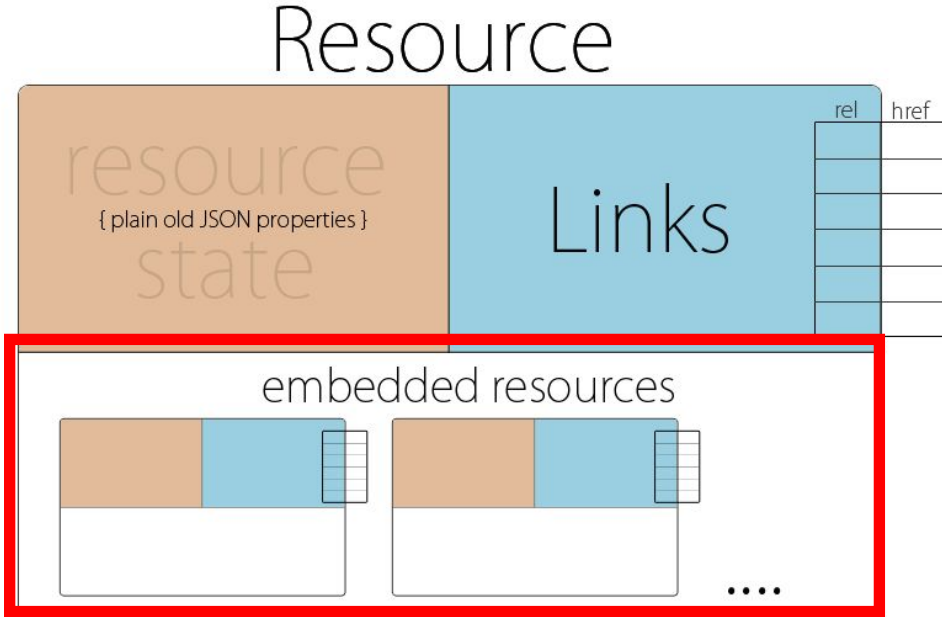 Resource
rel href
resource
{ plain old JSON properties }
state
Links
embedded resources
....